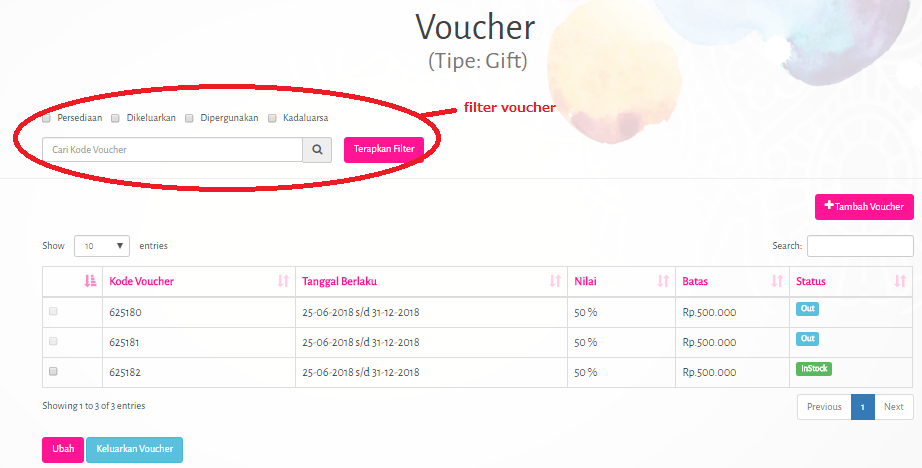 Voucher
(Tipe: Gift)
filter voucher
Persediaan Dikeluarkan Dipergunakan Kadaluarsa
Cari Kode Voucher Terapkan Filter
+Tambah Voucher
Show 10 entries Search:
Kode Voucher Tanggal Berlaku Nilai Batas Status
625180 25-06-2018 s/d 31-12-2018 50 % Rp.500.000 Out
625181 25-06-2018 s/d 31-12-2018 50 % Rp.500.000 Out
625182 25-06-2018 s/d 31-12-2018 50 % Rp.500.000 InStock
Showing 1 to 3 of 3 entries Previous 1 Next
Ubah Keluarkan Voucher